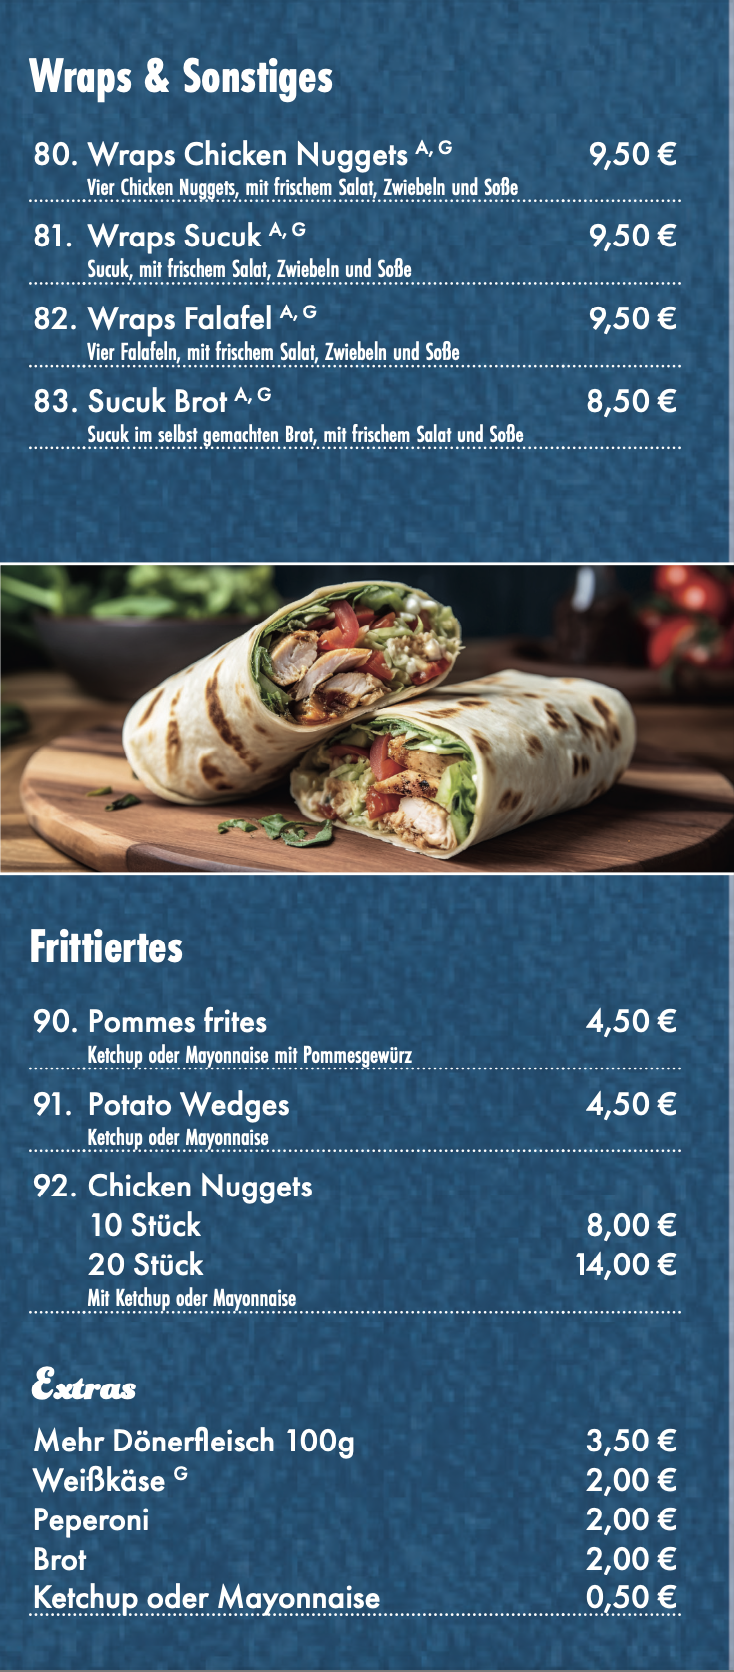 Wraps & Sonstiges
80. Wraps Chicken Nuggets A, G 9,50 €
Vier Chicken Nuggets, mit frischem Salat, Zwiebeln und Soße
81. Wraps Sucuk A, G 9,50 €
Sucuk, mit frischem Salat, Zwiebeln und Soße
82. Wraps Falafel A, G 9,50 €
Vier Falafeln, mit frischem Salat, Zwiebeln und Soße
83. Sucuk Brot A, G 8,50 €
Sucuk im selbst gemachten Brot, mit frischem Salat und Soße
Frittiertes
90. Pommes frites 4,50 €
Ketchup oder Mayonnaise mit Pommesgewürz
91. Potato Wedges 4,50 €
Ketchup oder Mayonnaise
92. Chicken Nuggets
10 Stück 8,00 €
20 Stück 14,00 €
Mit Ketchup oder Mayonnaise
Extras
Mehr Dönerfleisch 100g 3,50 €
Weißkäse G 2,00 €
Peperoni 2,00 €
Brot 2,00 €
Ketchup oder Mayonnaise 0,50 €